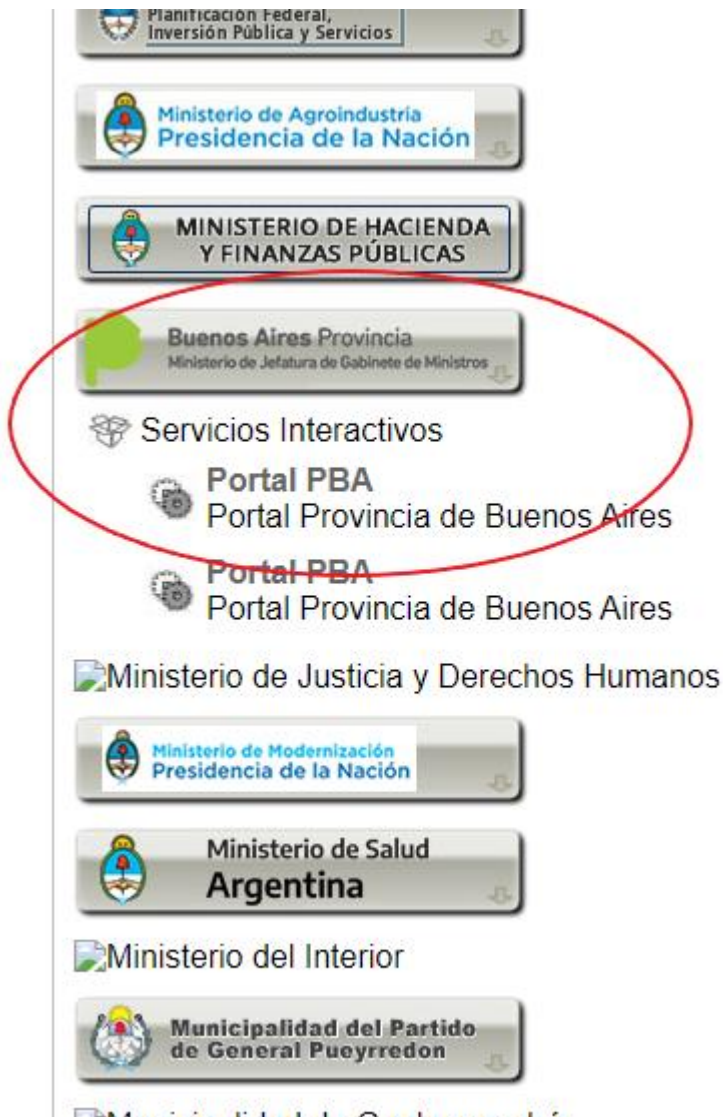 Planificación Federal,
Inversión Pública y Servicios
Ministerio de Agroindustria
Presidencia de la Nación
MINISTERIO DE HACIENDA
Y FINANZAS PÚBLICAS
Buenos Aires Provincia
Ministerio de Jefatura de Gabinete de Ministros
Servicios Interactivos
Portal PBA
Portal Provincia de Buenos Aires
Portal PBA
Portal Provincia de Buenos Aires
Ministerio de Justicia y Derechos Humanos
Ministerio de Modernización
Presidencia de la Nación
Ministerio de Salud
Argentina
Ministerio del Interior
Municipalidad del Partido
de General Pueyrredon